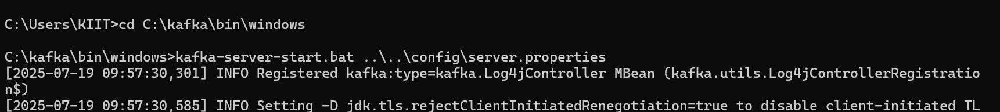 C:\Users\KIIT>cd C:\kafka\bin\windows
C:\kafka\bin\windows>kafka-server-start.bat ..\..\config\server.properties
[2025-07-19 09:57:30,301] INFO Registered kafka:type=kafka.Log4jController MBean (kafka.utils.Log4jControllerRegistratio
n$)
[2025-07-19 09:57:30,585] INFO Setting -D jdk.tls.rejectClientInitiatedRenegotiation=true to disable client-initiated TL